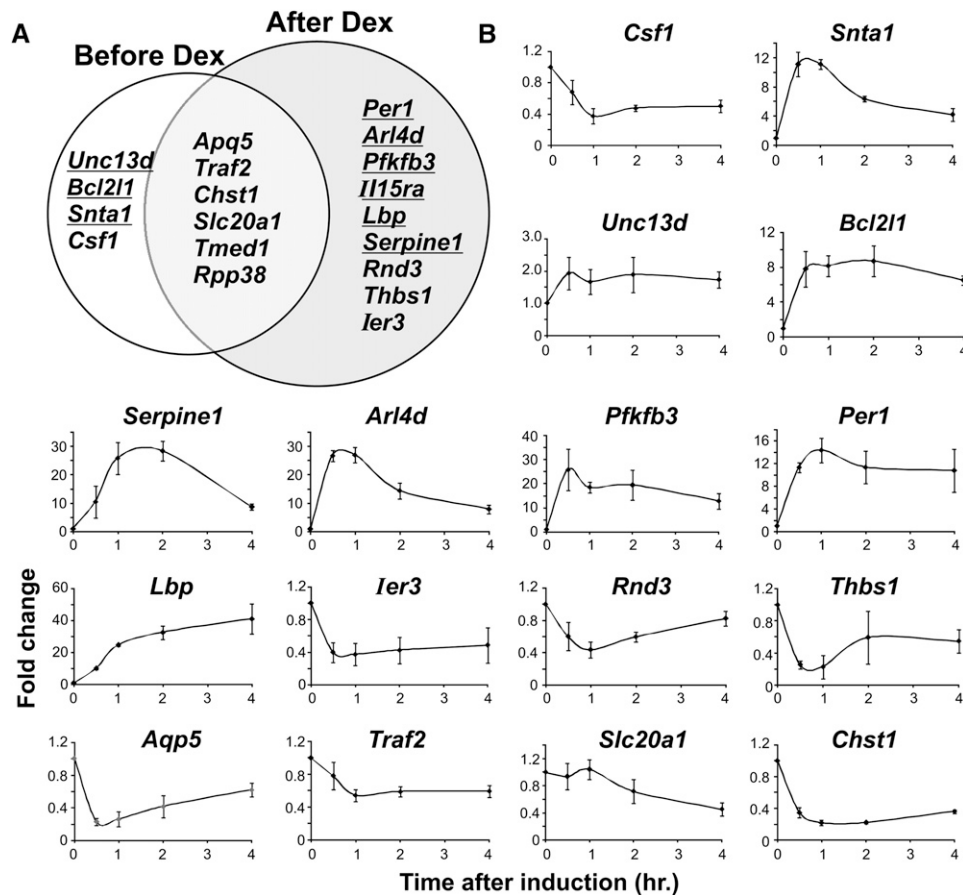 A
Before Dex
After Dex
Unc13d
Bcl2l1
Snta1
Csf1
Apq5
Traf2
Chst1
Slc20a1
Tmed1
Rpp38
Per1
Arl4d
Pfkfb3
Il15ra
Lbp
Serpine1
Rnd3
Thbs1
Ier3
B
Csf1
1.2
0.8
0.4
0
0 1 2 3 4
Snta1
12
8
4
0
0 1 2 3 4
Unc13d
3.0
2.0
1.0
0
0 1 2 3 4
Bcl2l1
12
8
4
0
0 1 2 3 4
Serpine1
30
20
10
0
0 1 2 3 4
Arl4d
30
20
10
0
0 1 2 3 4
Pfkfb3
40
30
20
10
0
0 1 2 3 4
Per1
16
12
8
4
0
0 1 2 3 4
Fold change
Lbp
60
40
20
0
0 1 2 3 4
Ier3
1.2
0.8
0.4
0
0 1 2 3 4
Rnd3
1.2
0.8
0.4
0
0 1 2 3 4
Thbs1
1.2
0.8
0.4
0
0 1 2 3 4
Aqp5
1.2
0.8
0.4
0
0 1 2 3 4
Traf2
1.2
0.8
0.4
0
0 1 2 3 4
Slc20a1
1.2
0.8
0.4
0
0 1 2 3 4
Chst1
1.2
0.8
0.4
0
0 1 2 3 4
Time after induction (hr.)